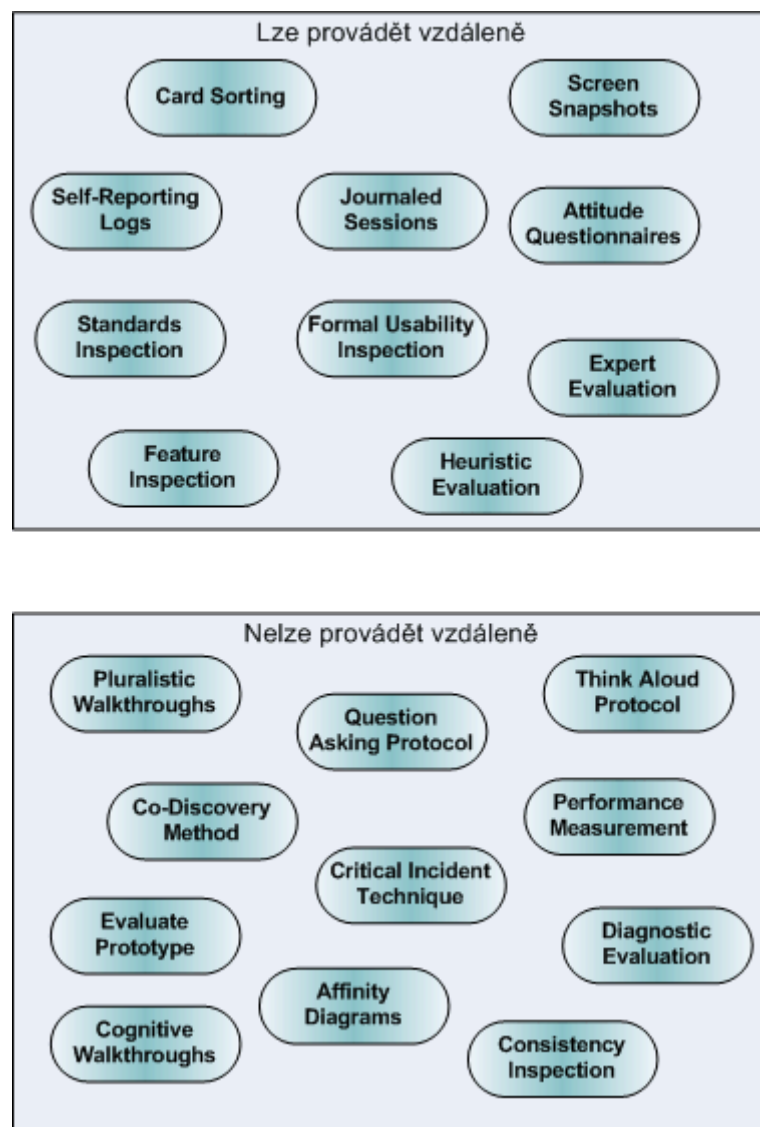 Lze provádět vzdáleně
Card Sorting
Screen
Snapshots
Self-Reporting
Logs
Journaled
Sessions
Attitude
Questionnaires
Standards
Inspection
Formal Usability
Inspection
Expert
Evaluation
Feature
Inspection
Heuristic
Evaluation
Nelze provádět vzdáleně
Pluralistic
Walkthroughs
Question
Asking Protocol
Think Aloud
Protocol
Co-Discovery
Method
Performance
Measurement
Critical Incident
Technique
Evaluate
Prototype
Diagnostic
Evaluation
Affinity
Diagrams
Cognitive
Walkthroughs
Consistency
Inspection